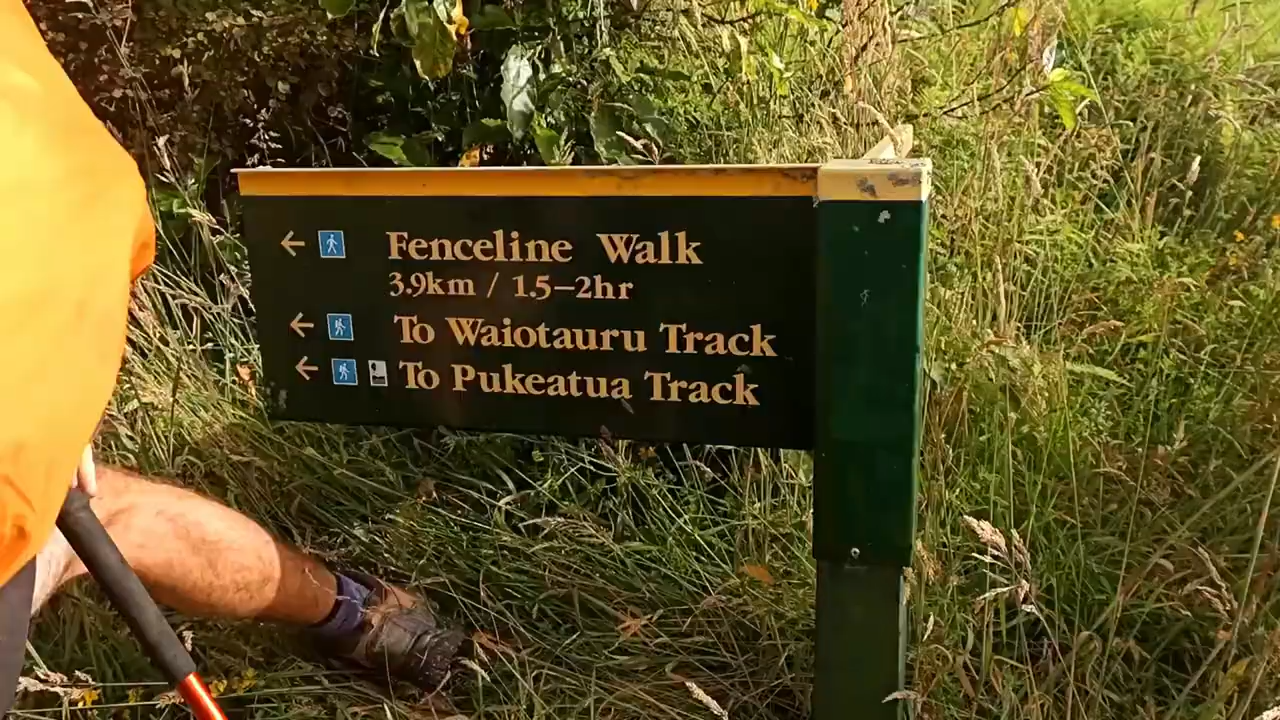 Fenceline Walk
3.9km / 1.5–2hr
To Waiotauru Track
To Pukeatua Track